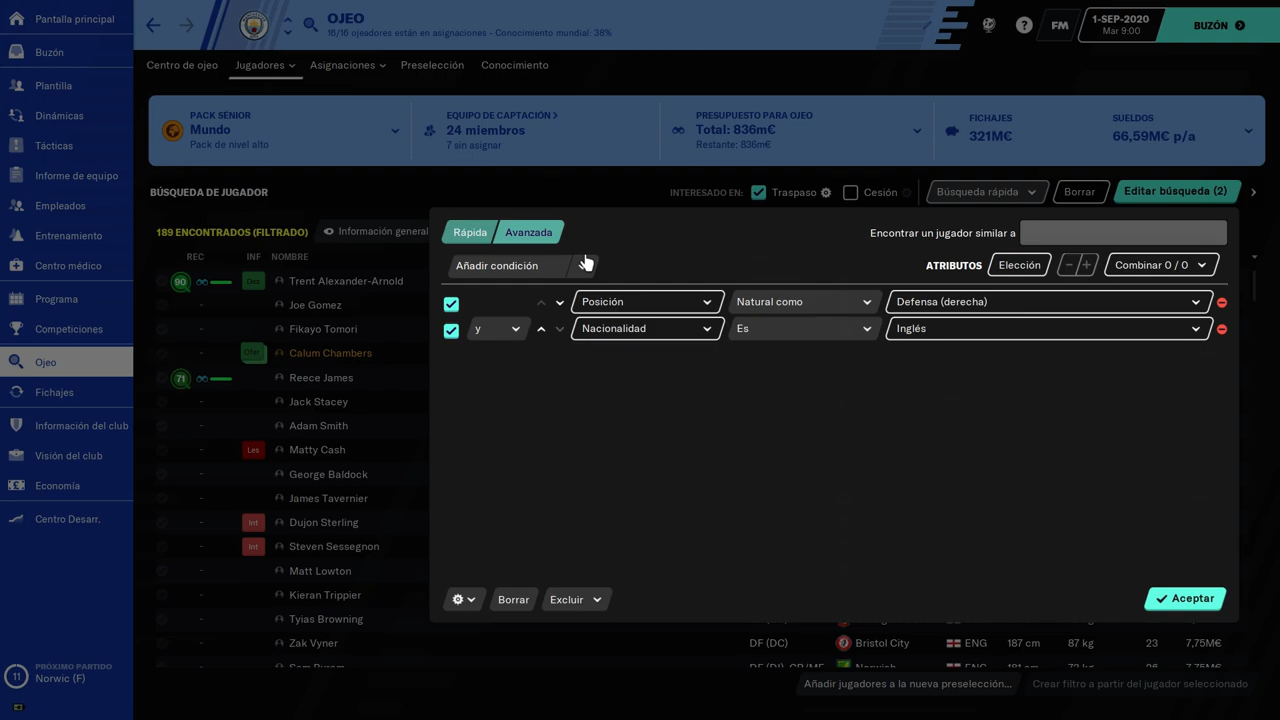 Pantalla principal
Buzón
Plantilla
Dinámicas
Tácticas
Informe de equipo
Empleados
Entrenamiento
Centro médico
Programa
Competiciones
Ojeo
Fichajes
Información del club
Visión del club
Economía
Centro Desarr.
PRÓXIMO PARTIDO
11 Norwic (F)
OJEO
16/16 ojeadores están en asignaciones - Conocimiento mundial: 38%
FM
1-SEP-2020
Mar 9:00
BUZÓN
Centro de ojeo Jugadores Asignaciones Preselección Conocimiento
PACK SÉNIOR
Mundo
Pack de nivel alto
EQUIPO DE CAPTACIÓN >
24 miembros
7 sin asignar
PRESUPUESTO PARA OJEO
Total: 836m€
Restante: 836m€
FICHAJES
321M€
SUELDOS
66,59M€ p/a
BÚSQUEDA DE JUGADOR INTERESADO EN: Traspaso Cesión Búsqueda rápida Borrar Editar búsqueda (2)
189 ENCONTRADOS (FILTRADO) Información general
REC INF NOMBRE
90 Des Trent Alexander-Arnold
- Joe Gomez
- Fikayo Tomori
- Calum Chambers
71 Reece James
- Jack Stacey
- Adam Smith
- Les Matty Cash
- George Baldock
- James Tavernier
- Int Dujon Sterling
- Int Steven Sessegnon
- Matt Lowton
- Kieran Trippier
- Tyias Browning
- Zak Vyner DF (DC) Bristol City ENG 187 cm 87 kg 23 7,75M€
Rápida Avanzada Encontrar un jugador similar a
Añadir condición ATRIBUTOS Elección -/+ Combinar 0 / 0
Posición Natural como Defensa (derecha)
y Nacionalidad Es Inglés
Borrar Excluir Aceptar
Añadir jugadores a la nueva preselección... Crear filtro a partir del jugador seleccionado